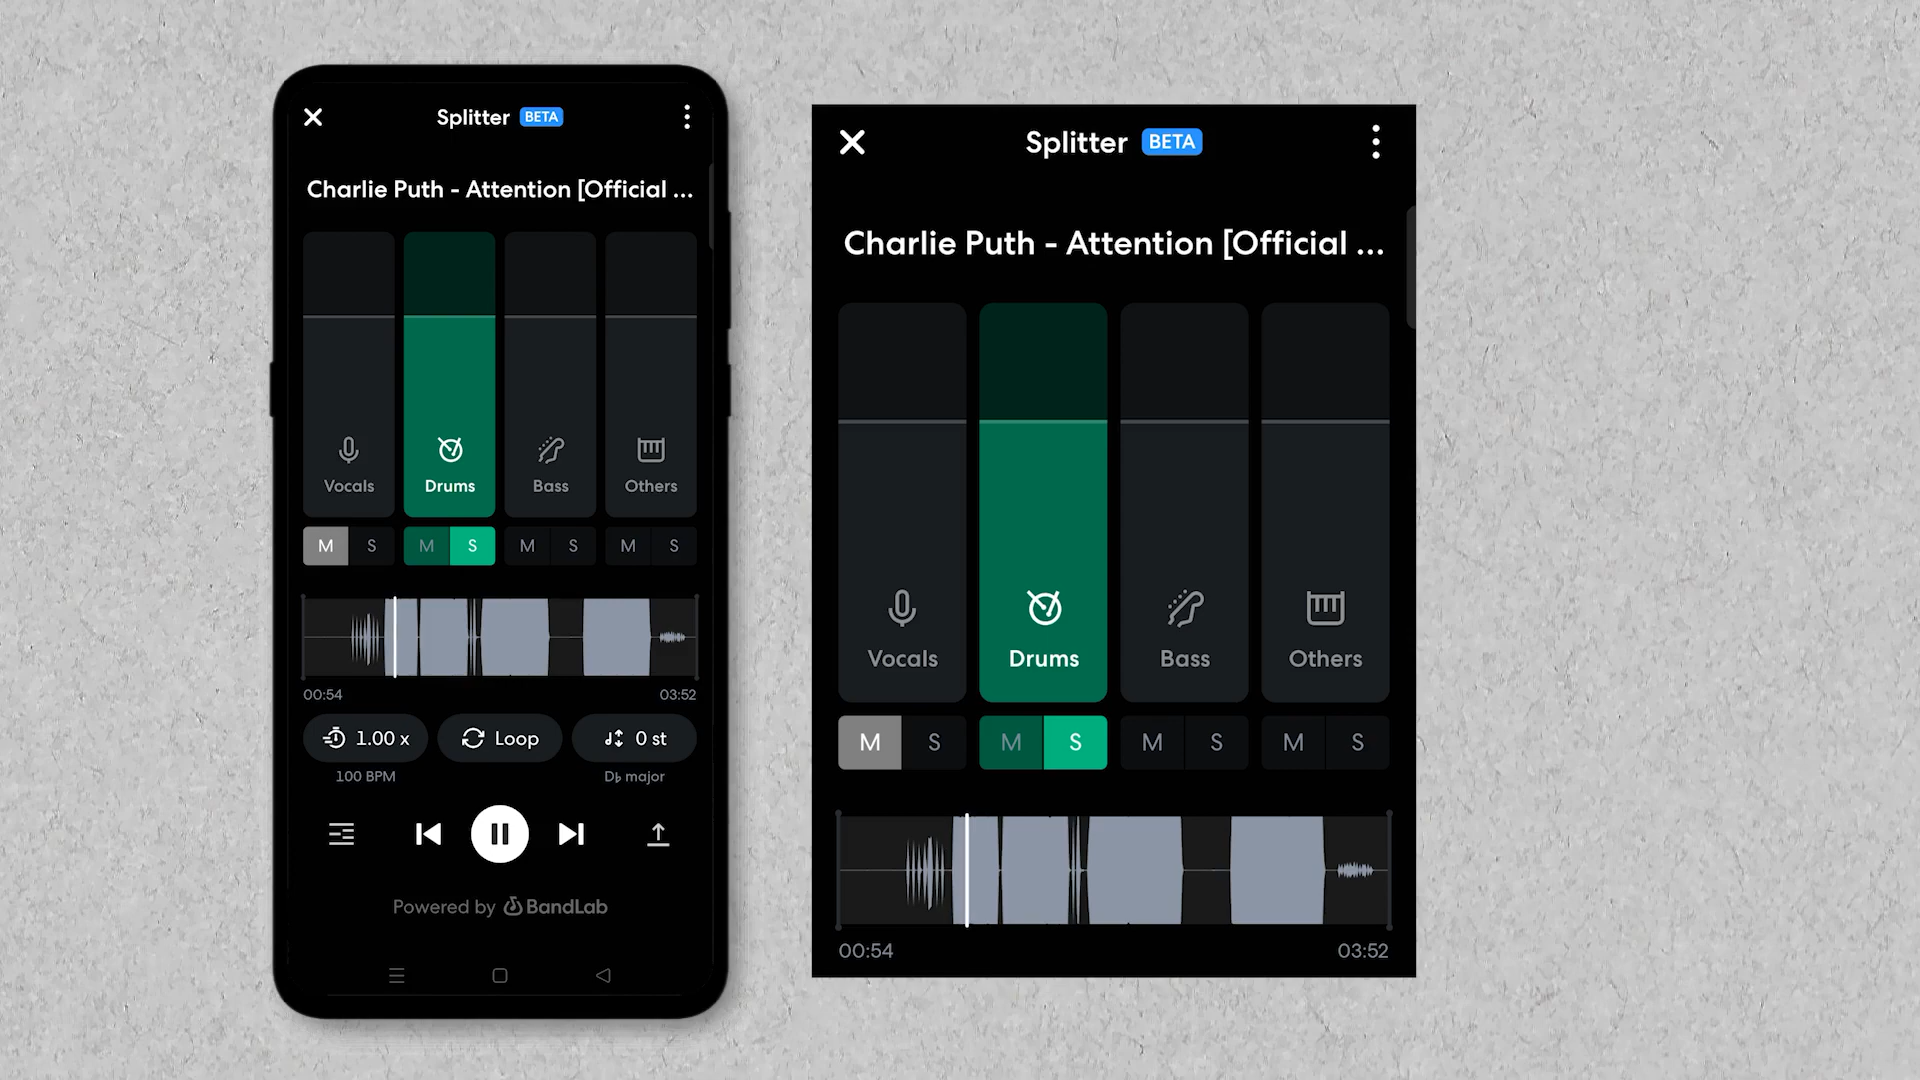 Splitter BETA
Charlie Puth - Attention [Official ...
Vocals Drums Bass Others
M S M S M S M S
00:54 03:52
1.00 x Loop 0 st
100 BPM D♭ major
Powered by BandLab
Splitter BETA
Charlie Puth - Attention [Official ...
Vocals Drums Bass Others
M S M S M S M S
00:54 03:52